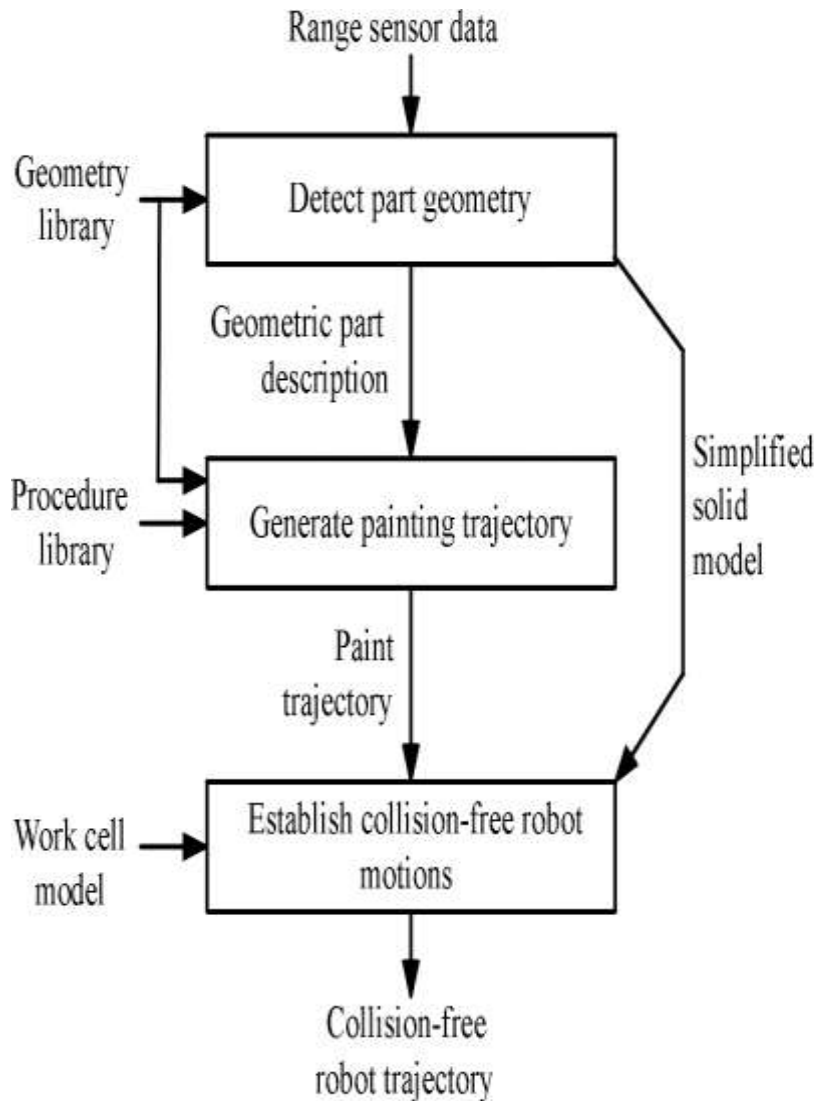 Range sensor data
Geometry
library
Detect part geometry
Geometric part
description
Simplified
solid
model
Procedure
library
Generate painting trajectory
Paint
trajectory
Work cell
model
Establish collision-free robot
motions
Collision-free
robot trajectory